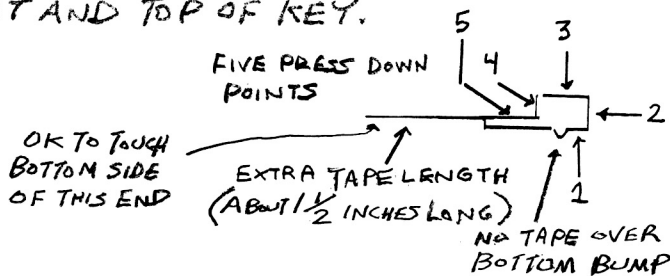 T AND TOP OF KEY.
5
3
4
FIVE PRESS DOWN
POINTS
2
OK TO TOUCH
BOTTOM SIDE
OF THIS END
EXTRA TAPE LENGTH
(ABOUT 1 1/2 INCHES LONG)
1
NO TAPE OVER
BOTTOM BUMP